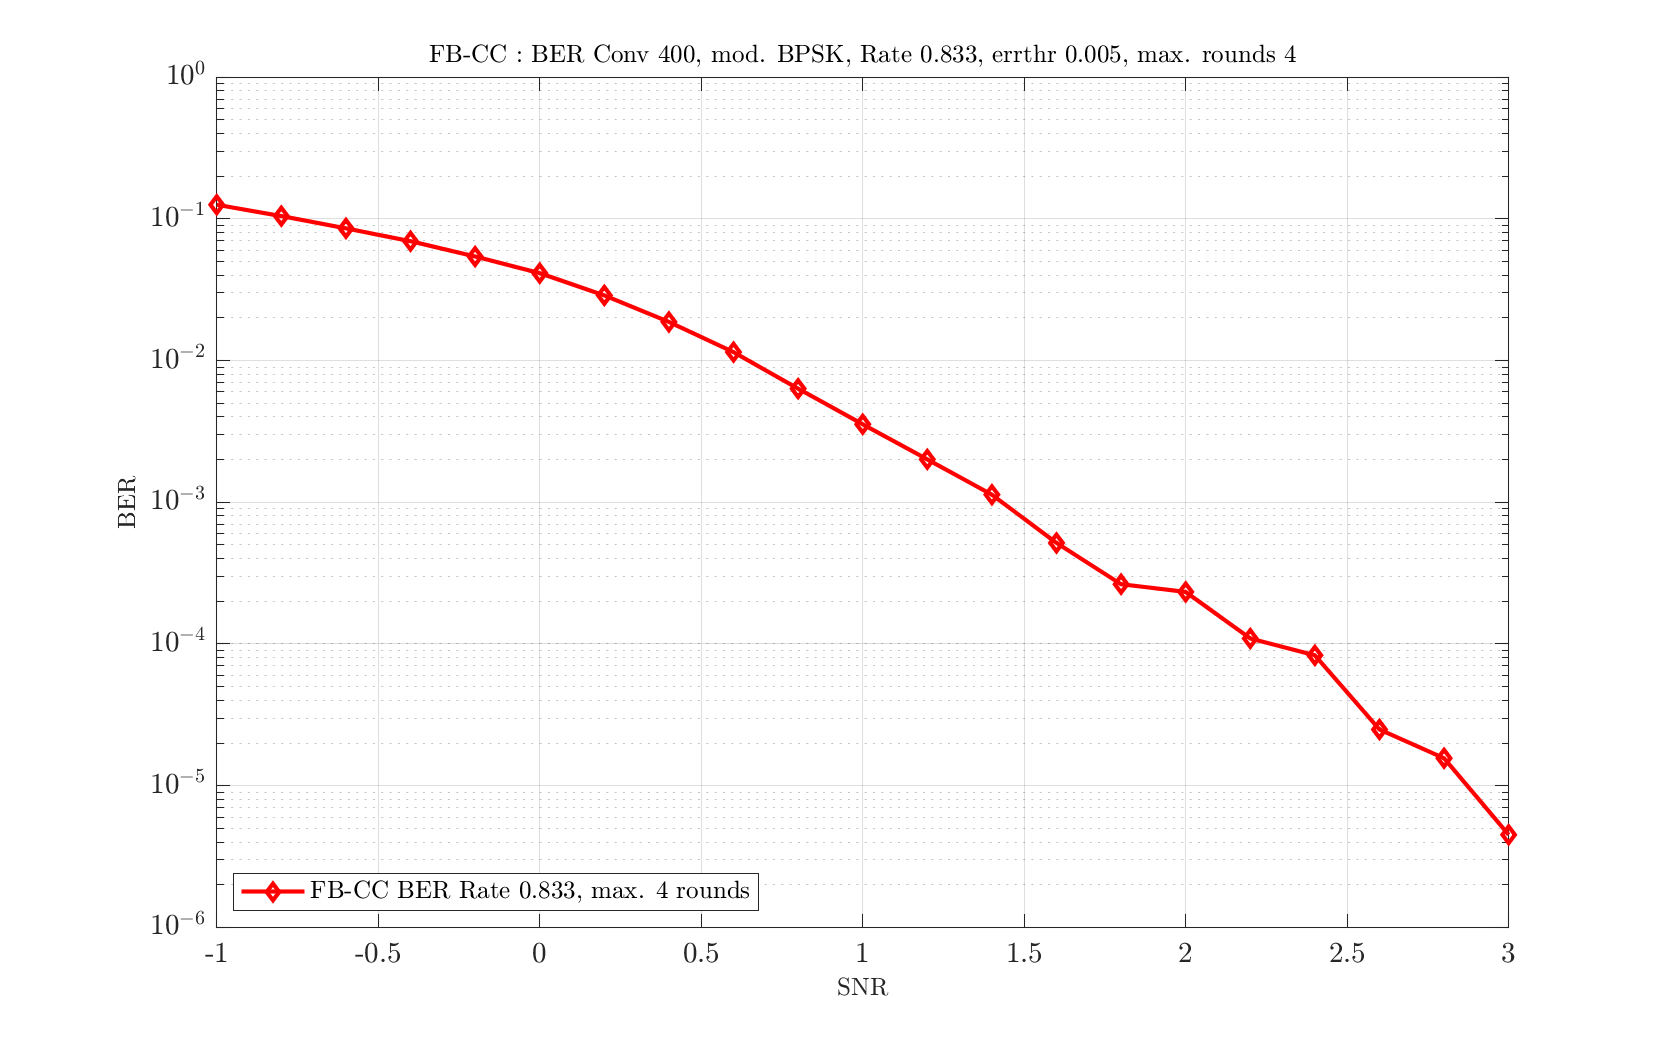 FB-CC : BER Conv 400, mod. BPSK, Rate 0.833, errthr 0.005, max. rounds 4
10^0
10^-1
10^-2
10^-3
10^-4
10^-5
10^-6
BER
FB-CC BER Rate 0.833, max. 4 rounds
-1 -0.5 0 0.5 1 1.5 2 2.5 3
SNR